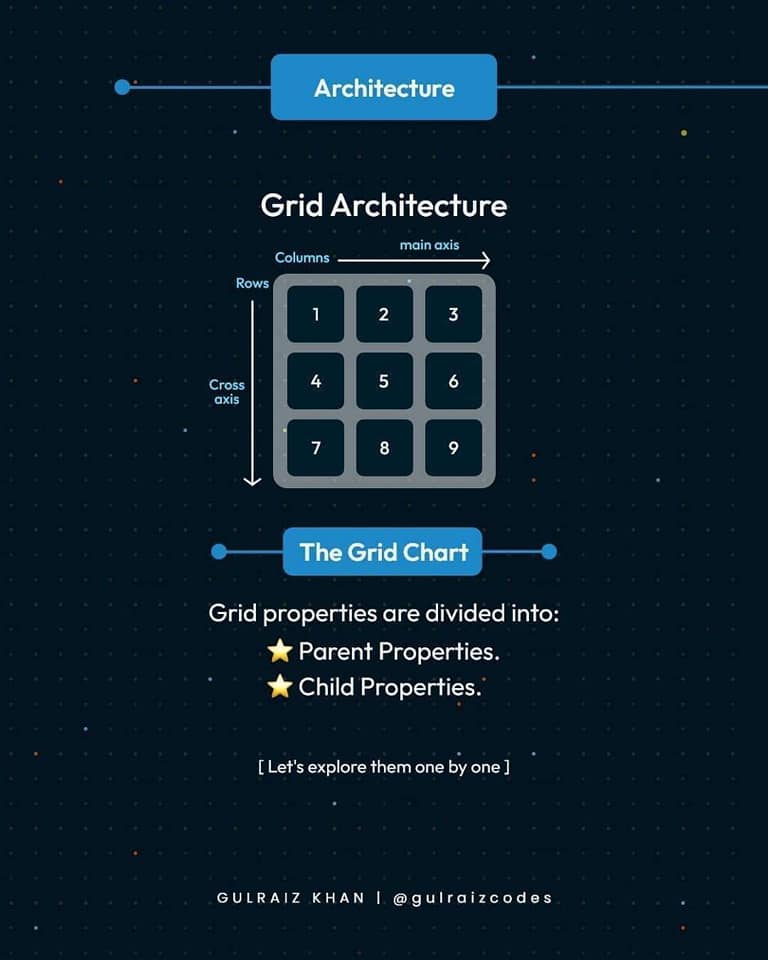 Architecture
Grid Architecture
main axis
Columns
Rows
1 2 3
Cross
axis
4 5 6
7 8 9
The Grid Chart
Grid properties are divided into:
⭐ Parent Properties.
⭐ Child Properties.
[ Let's explore them one by one ]
GULRAIZ KHAN | @gulraizcodes